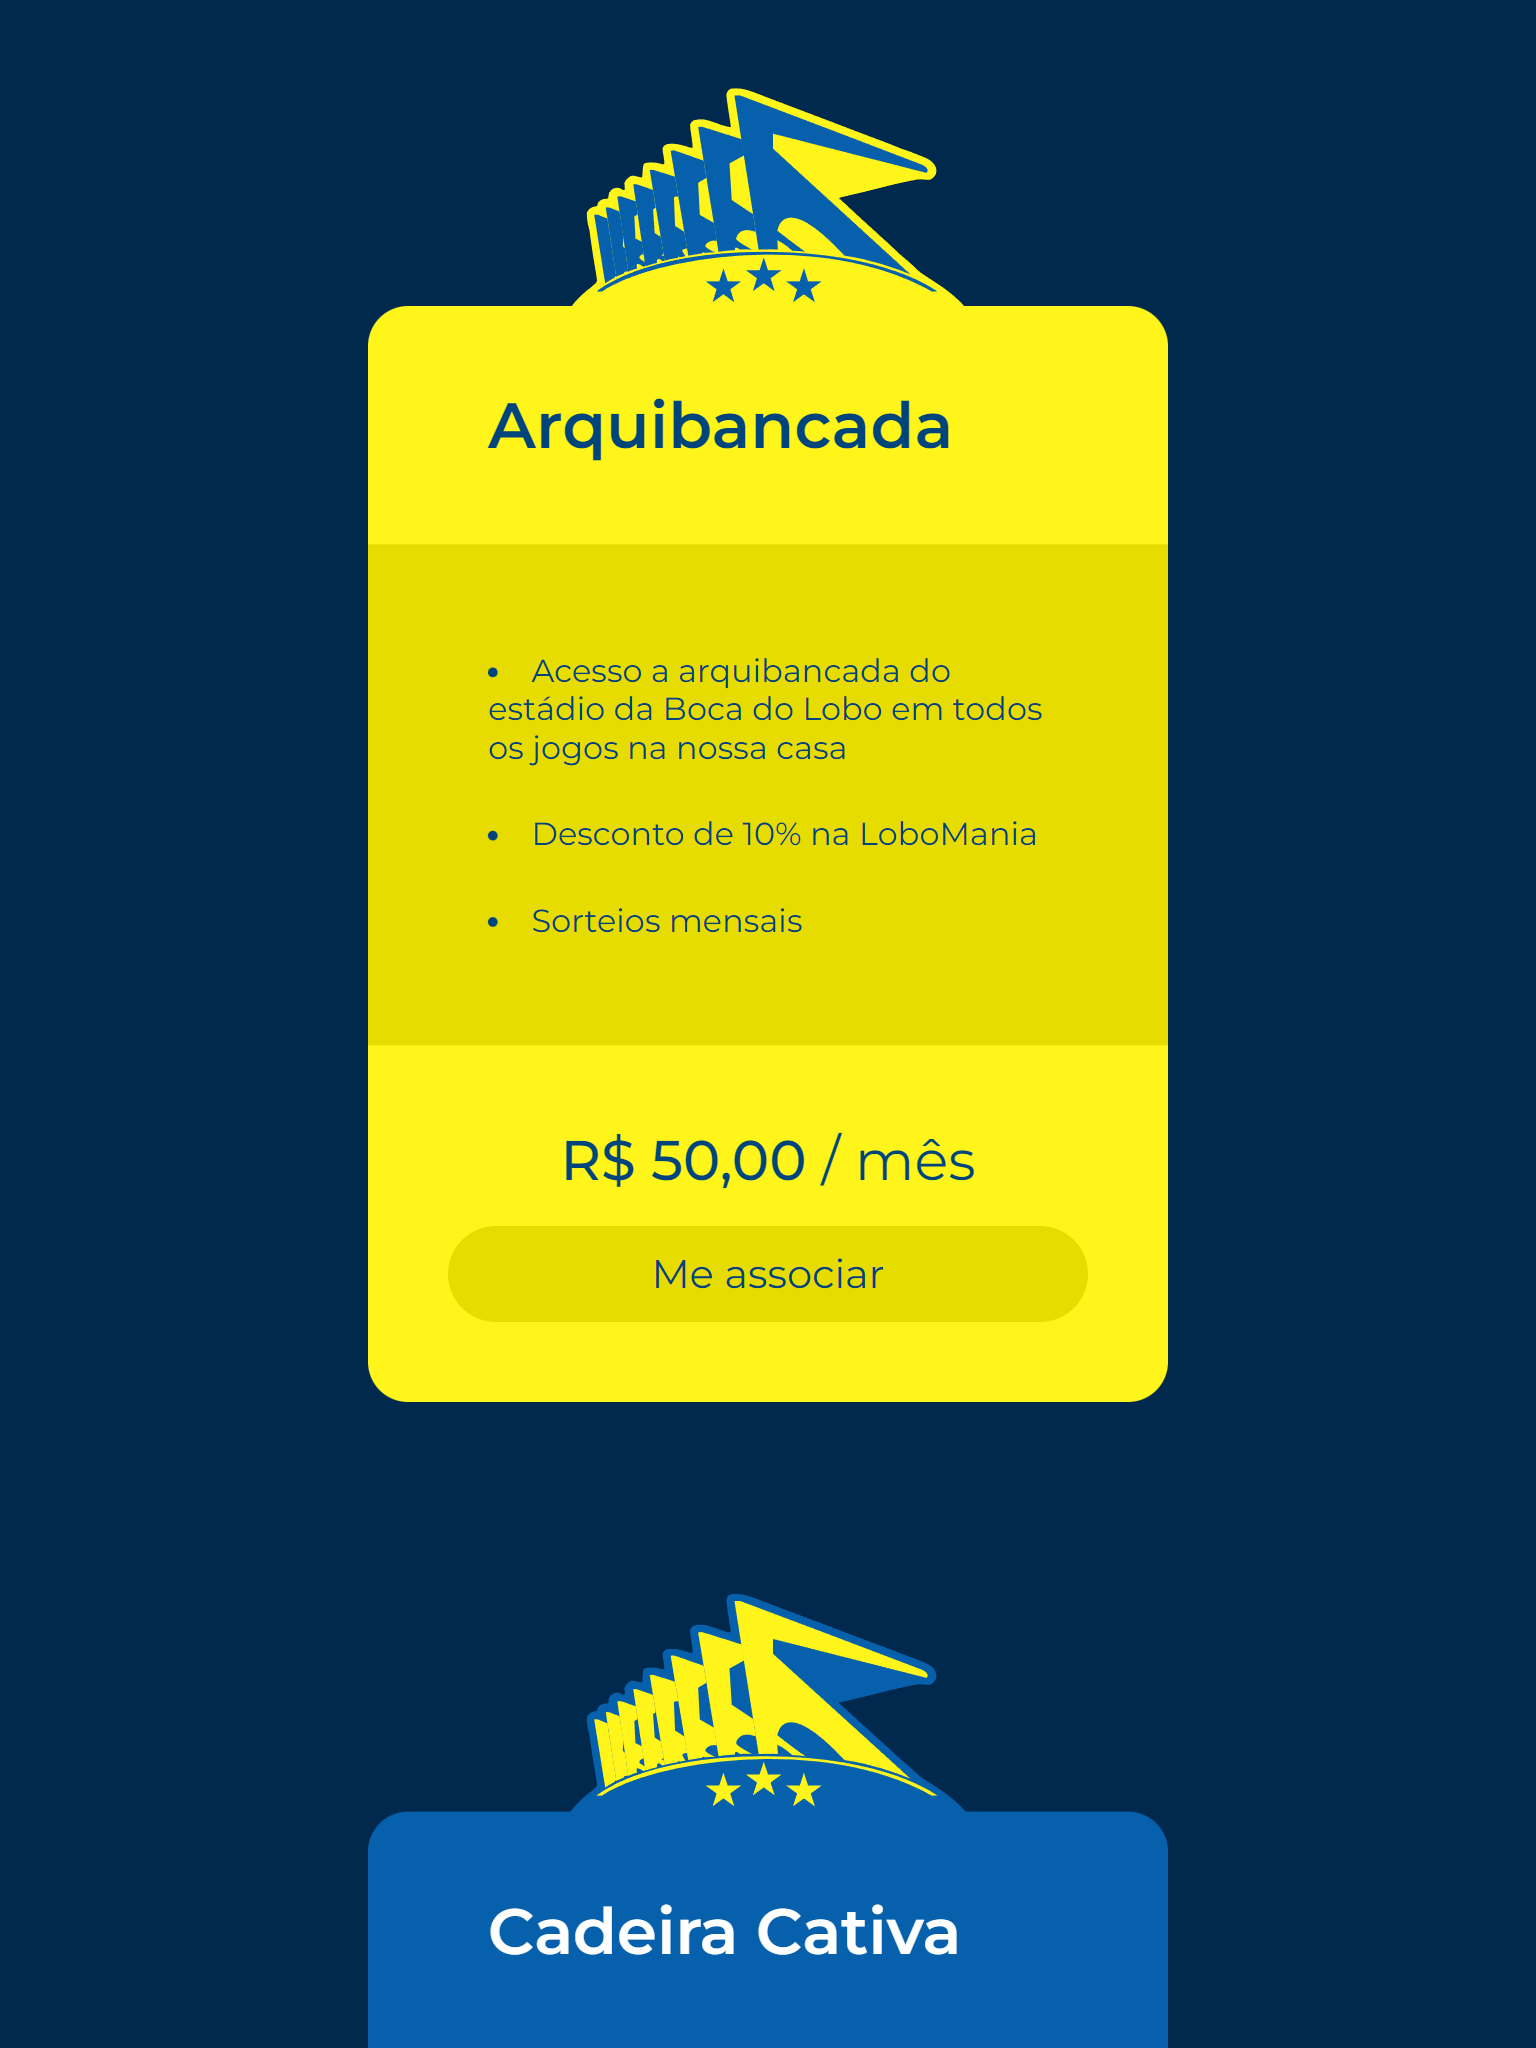 Arquibancada
• Acesso a arquibancada do
estádio da Boca do Lobo em todos
os jogos na nossa casa
• Desconto de 10% na LoboMania
• Sorteios mensais
R$ 50,00 / mês
Me associar
Cadeira Cativa